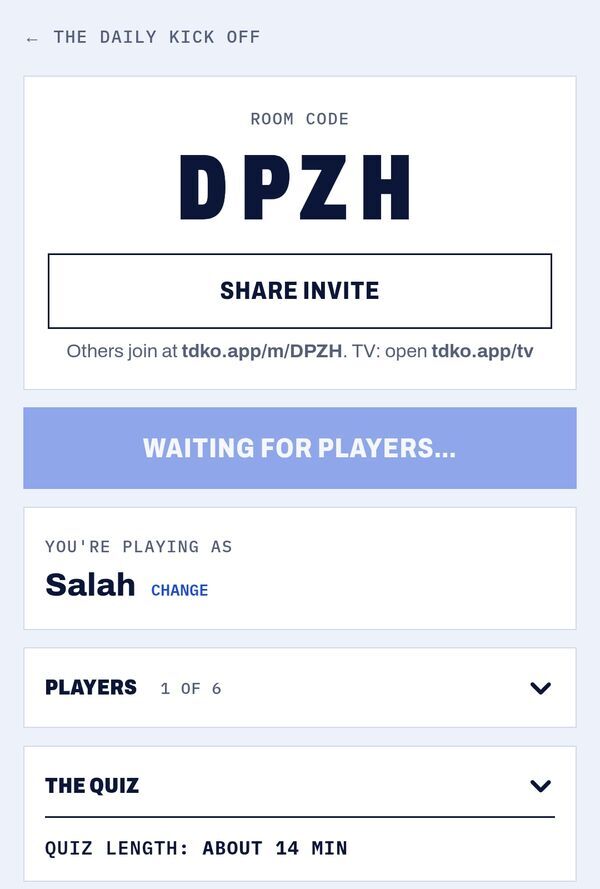 ← THE DAILY KICK OFF
ROOM CODE
DPZH
SHARE INVITE
Others join at tdko.app/m/DPZH. TV: open tdko.app/tv
WAITING FOR PLAYERS...
YOU'RE PLAYING AS
Salah CHANGE
PLAYERS 1 OF 6
THE QUIZ
QUIZ LENGTH: ABOUT 14 MIN